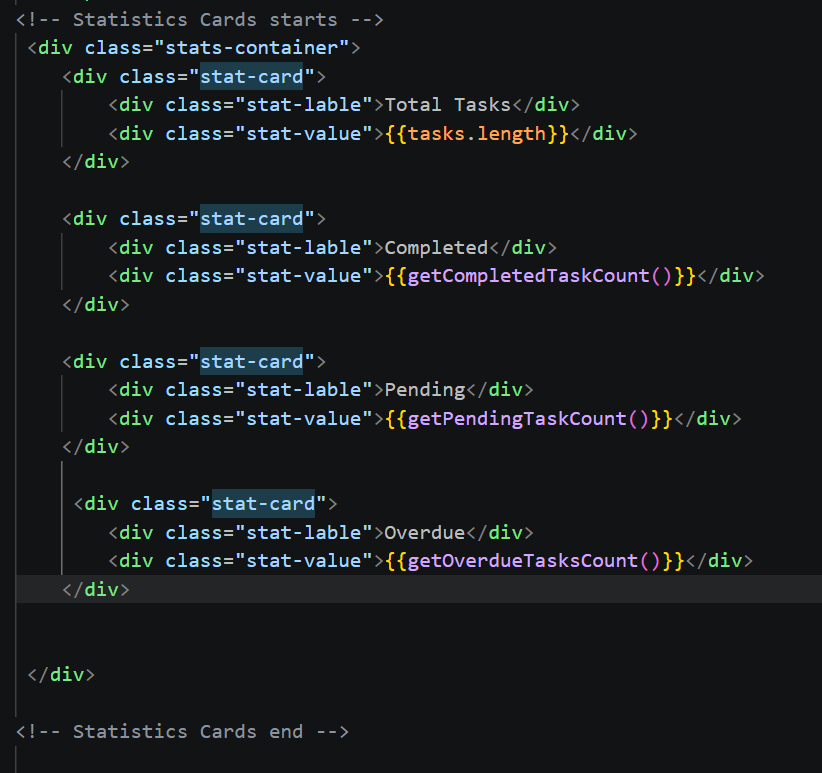 <!-- Statistics Cards starts -->
<div class="stats-container">
<div class="stat-card">
<div class="stat-lable">Total Tasks</div>
<div class="stat-value">{{tasks.length}}</div>
</div>
<div class="stat-card">
<div class="stat-lable">Completed</div>
<div class="stat-value">{{getCompletedTaskCount()}}</div>
</div>
<div class="stat-card">
<div class="stat-lable">Pending</div>
<div class="stat-value">{{getPendingTaskCount()}}</div>
</div>
<div class="stat-card">
<div class="stat-lable">Overdue</div>
<div class="stat-value">{{getOverdueTasksCount()}}</div>
</div>
</div>
<!-- Statistics Cards end -->